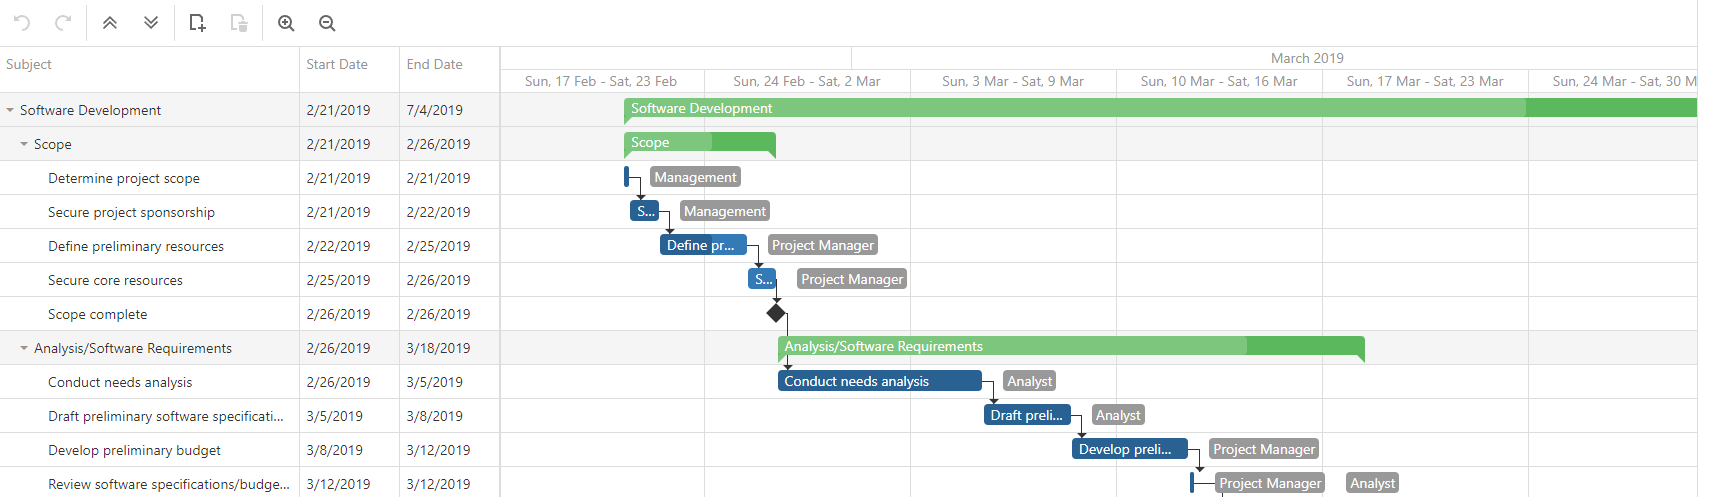 March 2019
Subject Start Date End Date
Sun, 17 Feb - Sat, 23 Feb Sun, 24 Feb - Sat, 2 Mar Sun, 3 Mar - Sat, 9 Mar Sun, 10 Mar - Sat, 16 Mar Sun, 17 Mar - Sat, 23 Mar Sun, 24 Mar - Sat, 30 M
Software Development 2/21/2019 7/4/2019 Software Development
Scope 2/21/2019 2/26/2019 Scope
Determine project scope 2/21/2019 2/21/2019 Management
Secure project sponsorship 2/21/2019 2/22/2019 S... Management
Define preliminary resources 2/22/2019 2/25/2019 Define pr... Project Manager
Secure core resources 2/25/2019 2/26/2019 S... Project Manager
Scope complete 2/26/2019 2/26/2019
Analysis/Software Requirements 2/26/2019 3/18/2019 Analysis/Software Requirements
Conduct needs analysis 2/26/2019 3/5/2019 Conduct needs analysis Analyst
Draft preliminary software specificati... 3/5/2019 3/8/2019 Draft preli... Analyst
Develop preliminary budget 3/8/2019 3/12/2019 Develop preli... Project Manager
Review software specifications/budge... 3/12/2019 3/12/2019 Project Manager Analyst